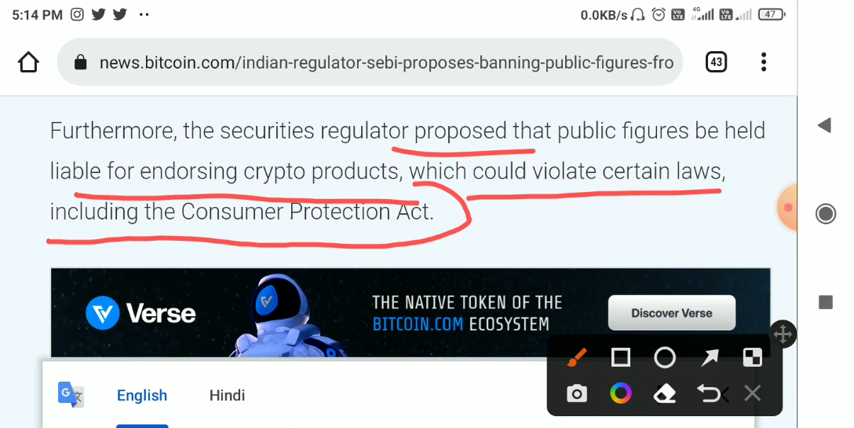 5:14 PM
0.0KB/s 4G 47
news.bitcoin.com/indian-regulator-sebi-proposes-banning-public-figures-fro 43
Furthermore, the securities regulator proposed that public figures be held
liable for endorsing crypto products, which could violate certain laws,
including the Consumer Protection Act.
Verse
THE NATIVE TOKEN OF THE
BITCOIN.COM ECOSYSTEM
Discover Verse
English Hindi